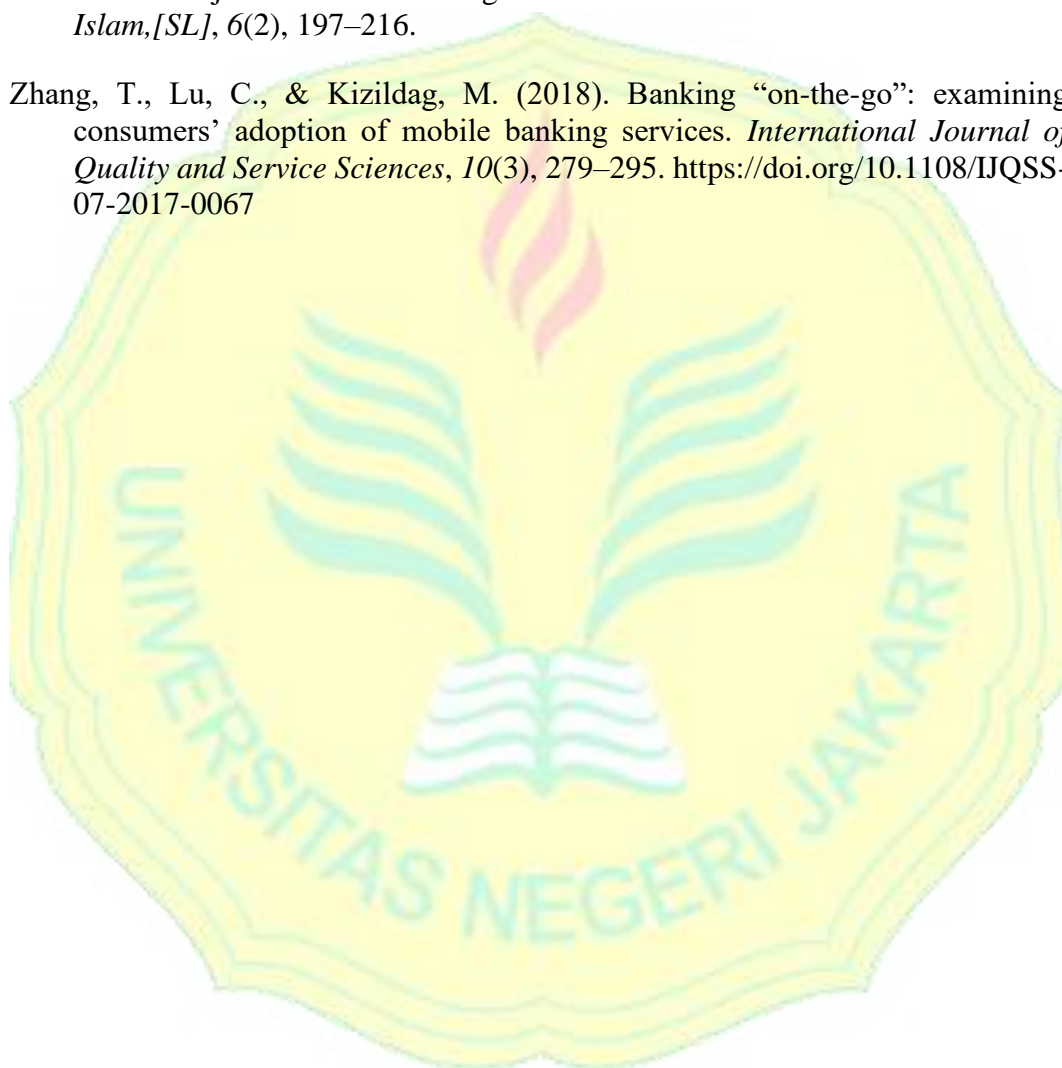 Islam,[SL], 6(2), 197–216.
Zhang, T., Lu, C., & Kizildag, M. (2018). Banking “on-the-go”: examining
consumers’ adoption of mobile banking services. International Journal of
Quality and Service Sciences, 10(3), 279–295. https://doi.org/10.1108/IJQSS-
07-2017-0067
UNIVERSITAS NEGERI JAKARTA